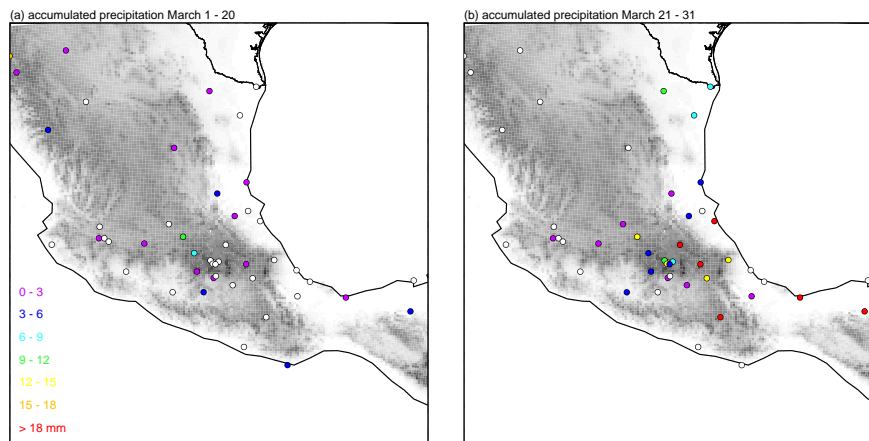 (a) accumulated precipitation March 1 - 20
(b) accumulated precipitation March 21 - 31
0 - 3
3 - 6
6 - 9
9 - 12
12 - 15
15 - 18
> 18 mm